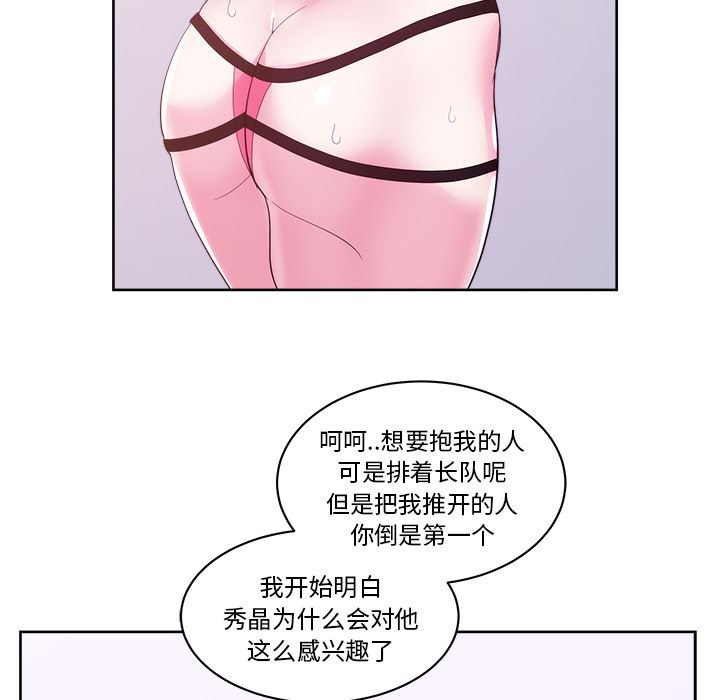 呵呵..想要抱我的人
可是排着长队呢
但是把我推开的人
你倒是第一个
我开始明白
秀晶为什么会对他
这么感兴趣了